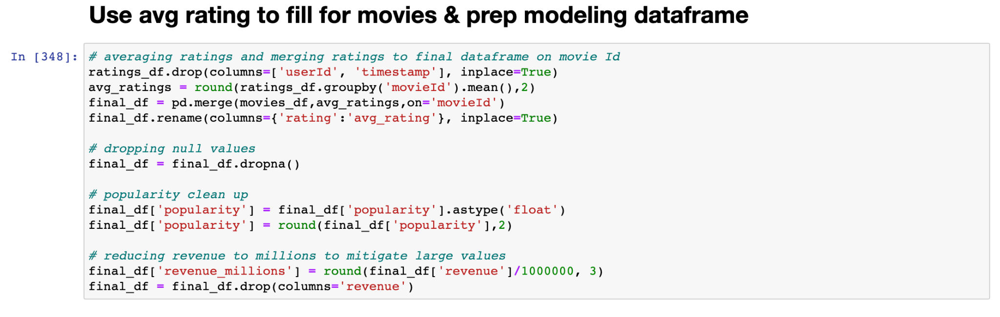 Use avg rating to fill for movies & prep modeling dataframe
In [348]:
# averaging ratings and merging ratings to final dataframe on movie Id
ratings_df.drop(columns=['userId', 'timestamp'], inplace=True)
avg_ratings = round(ratings_df.groupby('movieId').mean(),2)
final_df = pd.merge(movies_df,avg_ratings,on='movieId')
final_df.rename(columns={'rating':'avg_rating'}, inplace=True)
# dropping null values
final_df = final_df.dropna()
# popularity clean up
final_df['popularity'] = final_df['popularity'].astype('float')
final_df['popularity'] = round(final_df['popularity'],2)
# reducing revenue to millions to mitigate large values
final_df['revenue_millions'] = round(final_df['revenue']/1000000, 3)
final_df = final_df.drop(columns='revenue')